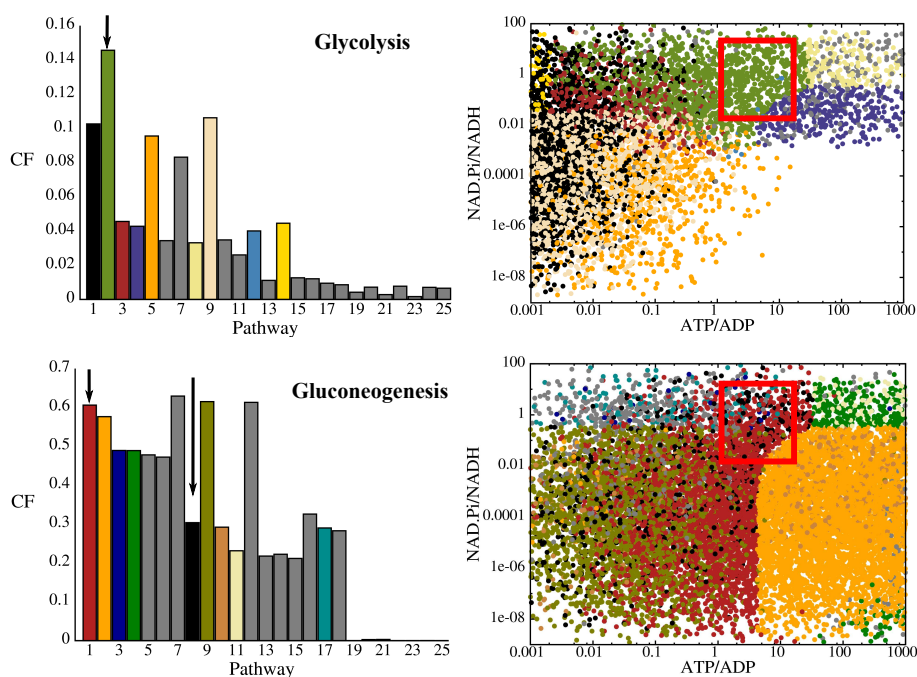 Glycolysis
CF
0.16
0.14
0.12
0.1
0.08
0.06
0.04
0.02
0
1 3 5 7 9 11 13 15 17 19 21 23 25
Pathway
NAD.Pi/NADH
100
1
0.01
0.0001
1e-06
1e-08
0.001 0.01 0.1 1 10 100 1000
ATP/ADP
Gluconeogenesis
CF
0.7
0.6
0.5
0.4
0.3
0.2
0.1
0
1 3 5 7 9 11 13 15 17 19 21 23 25
Pathway
NAD.Pi/NADH
100
1
0.01
0.0001
1e-06
1e-08
0.001 0.01 0.1 1 10 100 1000
ATP/ADP